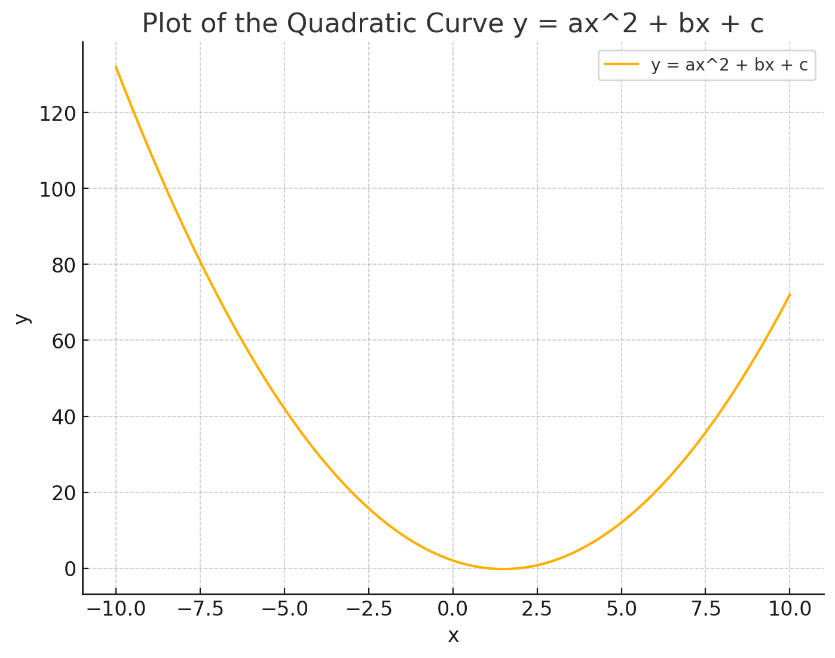 Plot of the Quadratic Curve y = ax^2 + bx + c
y = ax^2 + bx + c
120
100
80
60
40
20
0
y
−10.0 −7.5 −5.0 −2.5 0.0 2.5 5.0 7.5 10.0
x